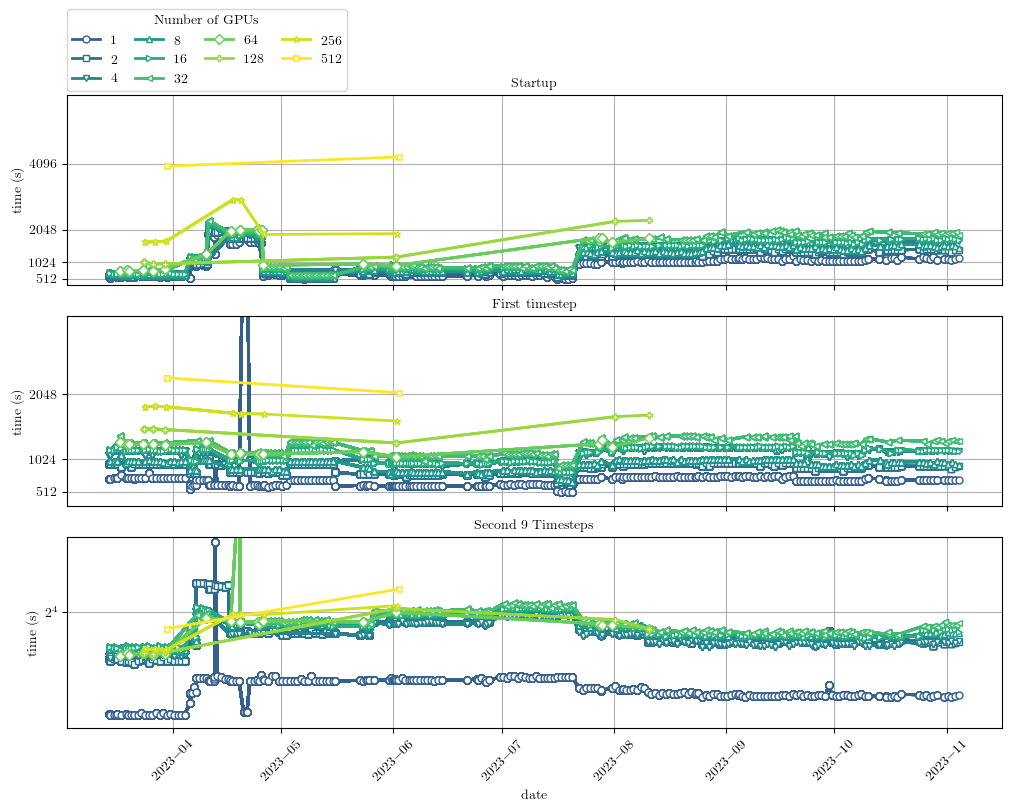 Number of GPUs
1 8 64 256
2 16 128 512
4 32
Startup
time (s)
4096
2048
1024
512
First timestep
time (s)
2048
1024
512
Second 9 Timesteps
time (s)
2^4
2023−04 2023−05 2023−06 2023−07 2023−08 2023−09 2023−10 2023−11
date